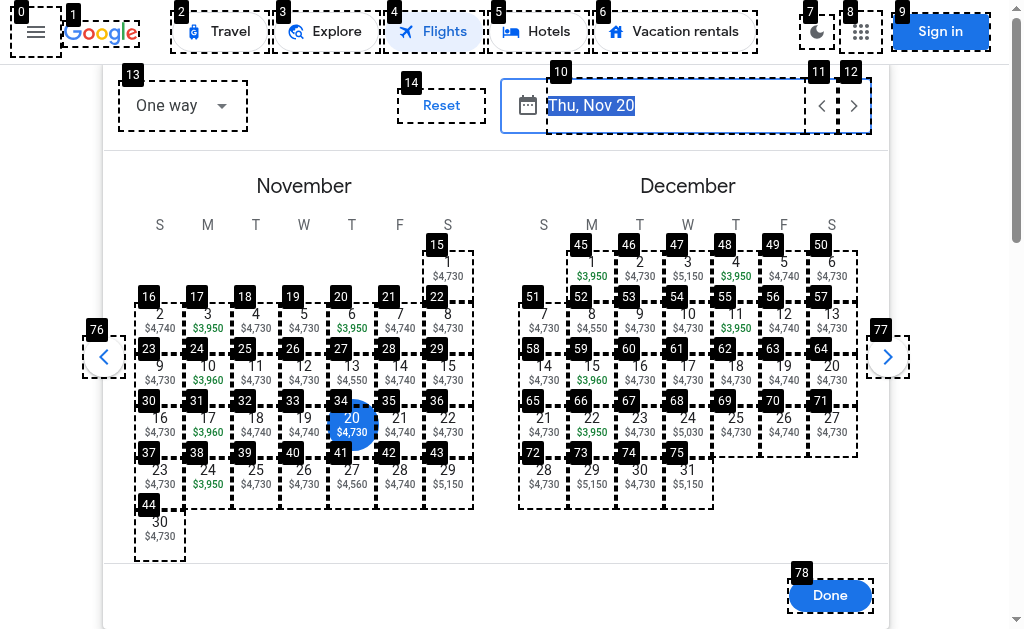 0 1 2 3 4 5 6 7 8 9
Google Travel Explore Flights Hotels Vacation rentals Sign in
13 14 10 11 12
One way Reset Thu, Nov 20
November December
S M T W T F S S M T W T F S
15 45 46 47 48 49 50
1 1 2 3 4 5 6
$4,730 $3,950 $4,730 $5,150 $3,950 $4,740 $4,730
16 17 18 19 20 21 22 51 52 53 54 55 56 57
2 3 4 5 6 7 8 7 8 9 10 11 12 13
$4,740 $3,950 $4,730 $4,730 $3,950 $4,740 $4,730 $4,730 $4,550 $4,730 $4,730 $3,950 $4,740 $4,730
76 77
23 24 25 26 27 28 29 58 59 60 61 62 63 64
9 10 11 12 13 14 15 14 15 16 17 18 19 20
$4,730 $3,960 $4,730 $4,730 $4,550 $4,740 $4,730 $4,730 $3,960 $4,730 $4,730 $4,730 $4,740 $4,730
30 31 32 33 34 35 36 65 66 67 68 69 70 71
16 17 18 19 20 21 22 21 22 23 24 25 26 27
$4,730 $3,960 $4,740 $4,740 $4,730 $4,740 $4,730 $4,730 $3,950 $4,730 $5,030 $4,730 $4,740 $4,730
37 38 39 40 41 42 43 72 73 74 75
23 24 25 26 27 28 29 28 29 30 31
$4,730 $3,950 $4,730 $4,730 $4,560 $4,740 $5,150 $4,730 $5,150 $4,730 $5,150
44
30
$4,730
78
Done